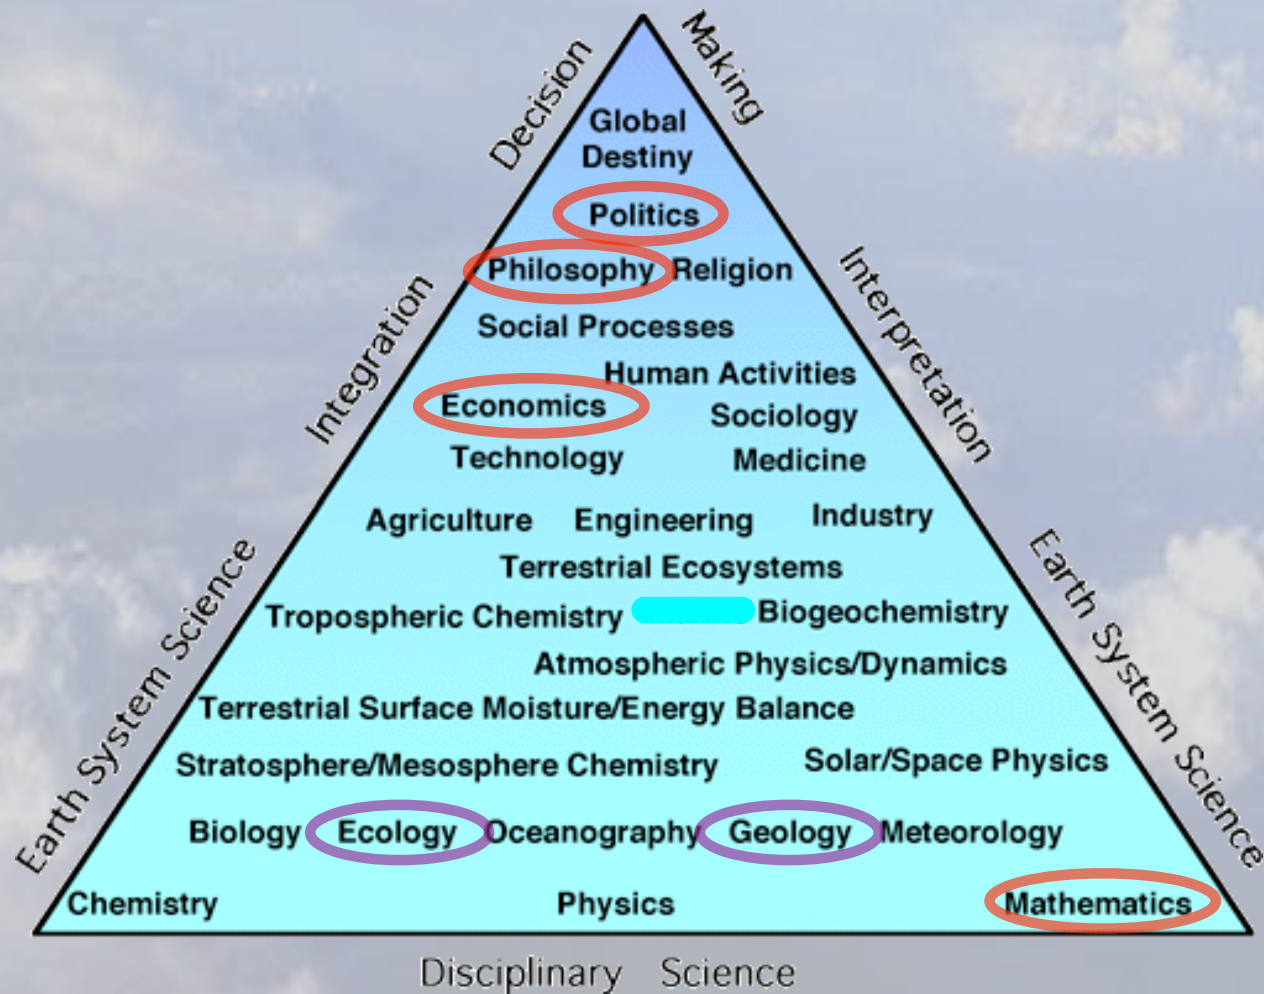 Decision
Making
Global
Destiny
Politics
Philosophy Religion
Integration
Interpretation
Social Processes
Human Activities
Economics
Sociology
Technology Medicine
Agriculture Engineering Industry
Terrestrial Ecosystems
Earth System Science
Earth System Science
Tropospheric Chemistry Biogeochemistry
Atmospheric Physics/Dynamics
Terrestrial Surface Moisture/Energy Balance
Stratosphere/Mesosphere Chemistry Solar/Space Physics
Biology Ecology Oceanography Geology Meteorology
Chemistry Physics Mathematics
Disciplinary Science